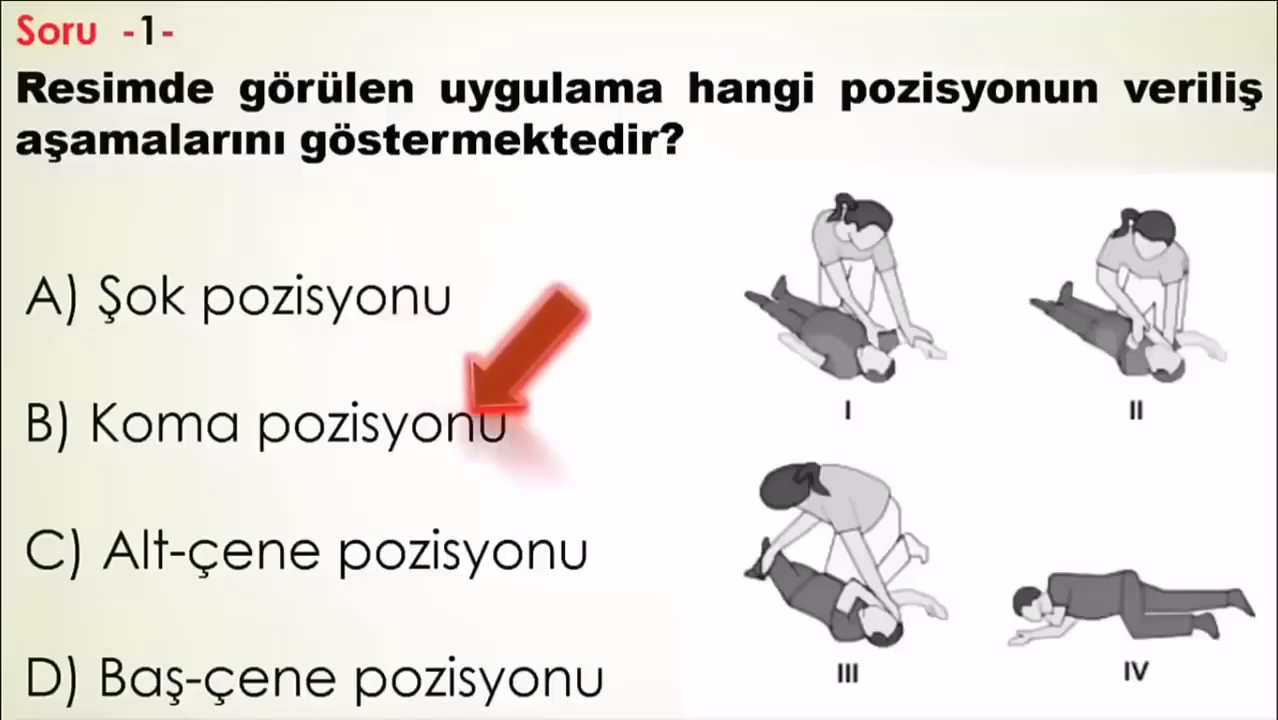 Soru -1-
Resimde görülen uygulama hangi pozisyonun veriliş
aşamalarını göstermektedir?
A) Şok pozisyonu
B) Koma pozisyonu
C) Alt-çene pozisyonu
D) Baş-çene pozisyonu
I
II
III
IV